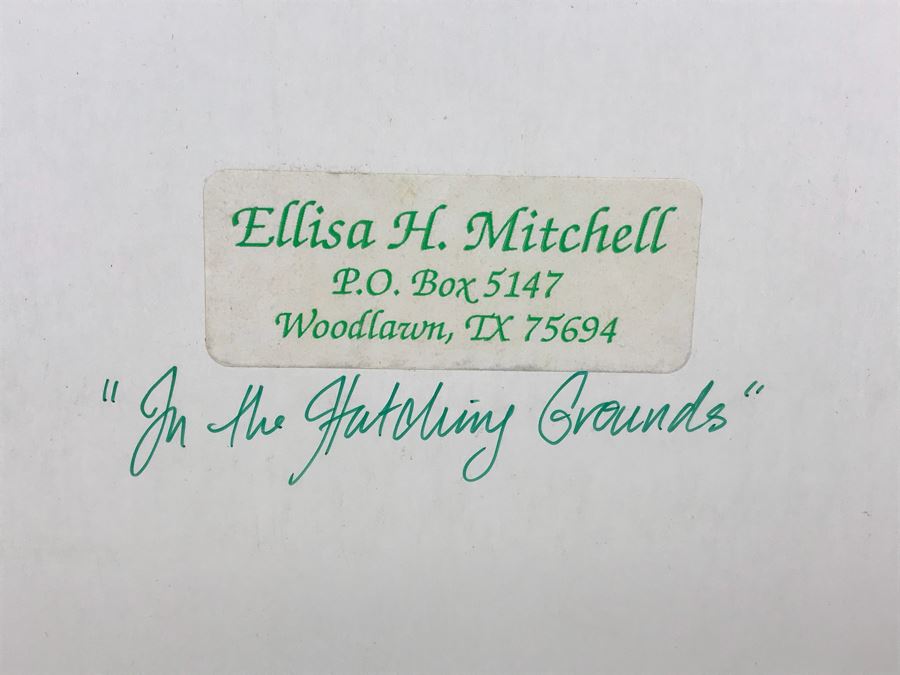 Ellisa H. Mitchell
P.O. Box 5147
Woodlawn, TX 75694
"In the Hatching Grounds"